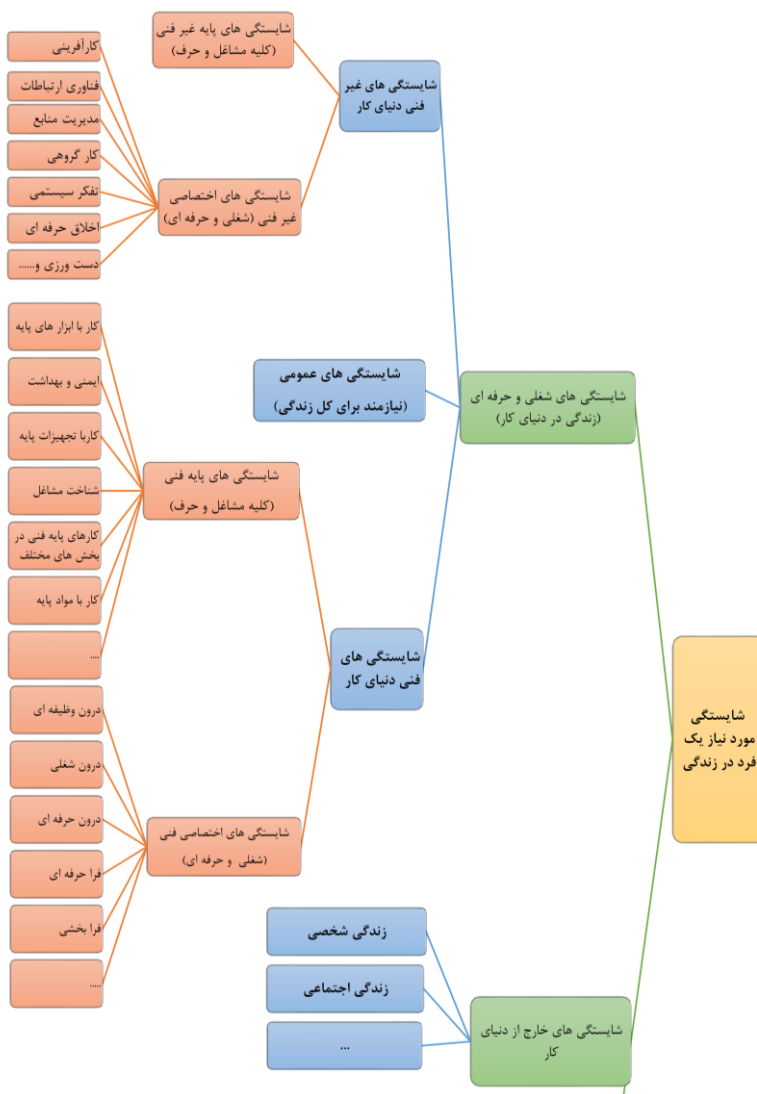 شایستگی
مورد نیاز یک
فرد در زندگی
شایستگی های شغلی و حرفه ای
(زندگی در دنیای کار)
شایستگی های غیر
فنی دنیای کار
شایستگی های پایه غیر فنی
(کلیه مشاغل و حرف)
شایستگی های اختصاصی
غیر فنی (شغلی و حرفه ای)
کارآفرینی
فناوری ارتباطات
مدیریت منابع
کار گروهی
تفکر سیستمی
اخلاق حرفه ای
دست ورزی و......
شایستگی های عمومی
(نیازمند برای کل زندگی)
شایستگی های
فنی دنیای کار
شایستگی های پایه فنی
(کلیه مشاغل و حرف)
کار با ابزار های پایه
ایمنی و بهداشت
کاربا تجهیزات پایه
شناخت مشاغل
کارهای پایه فنی در
بخش های مختلف
کار با مواد پایه
....
شایستگی های اختصاصی فنی
(شغلی و حرفه ای)
درون وظیفه ای
درون شغلی
درون حرفه ای
فرا حرفه ای
فرا بخشی
.....
شایستگی های خارج از دنیای
کار
زندگی شخصی
زندگی اجتماعی
...